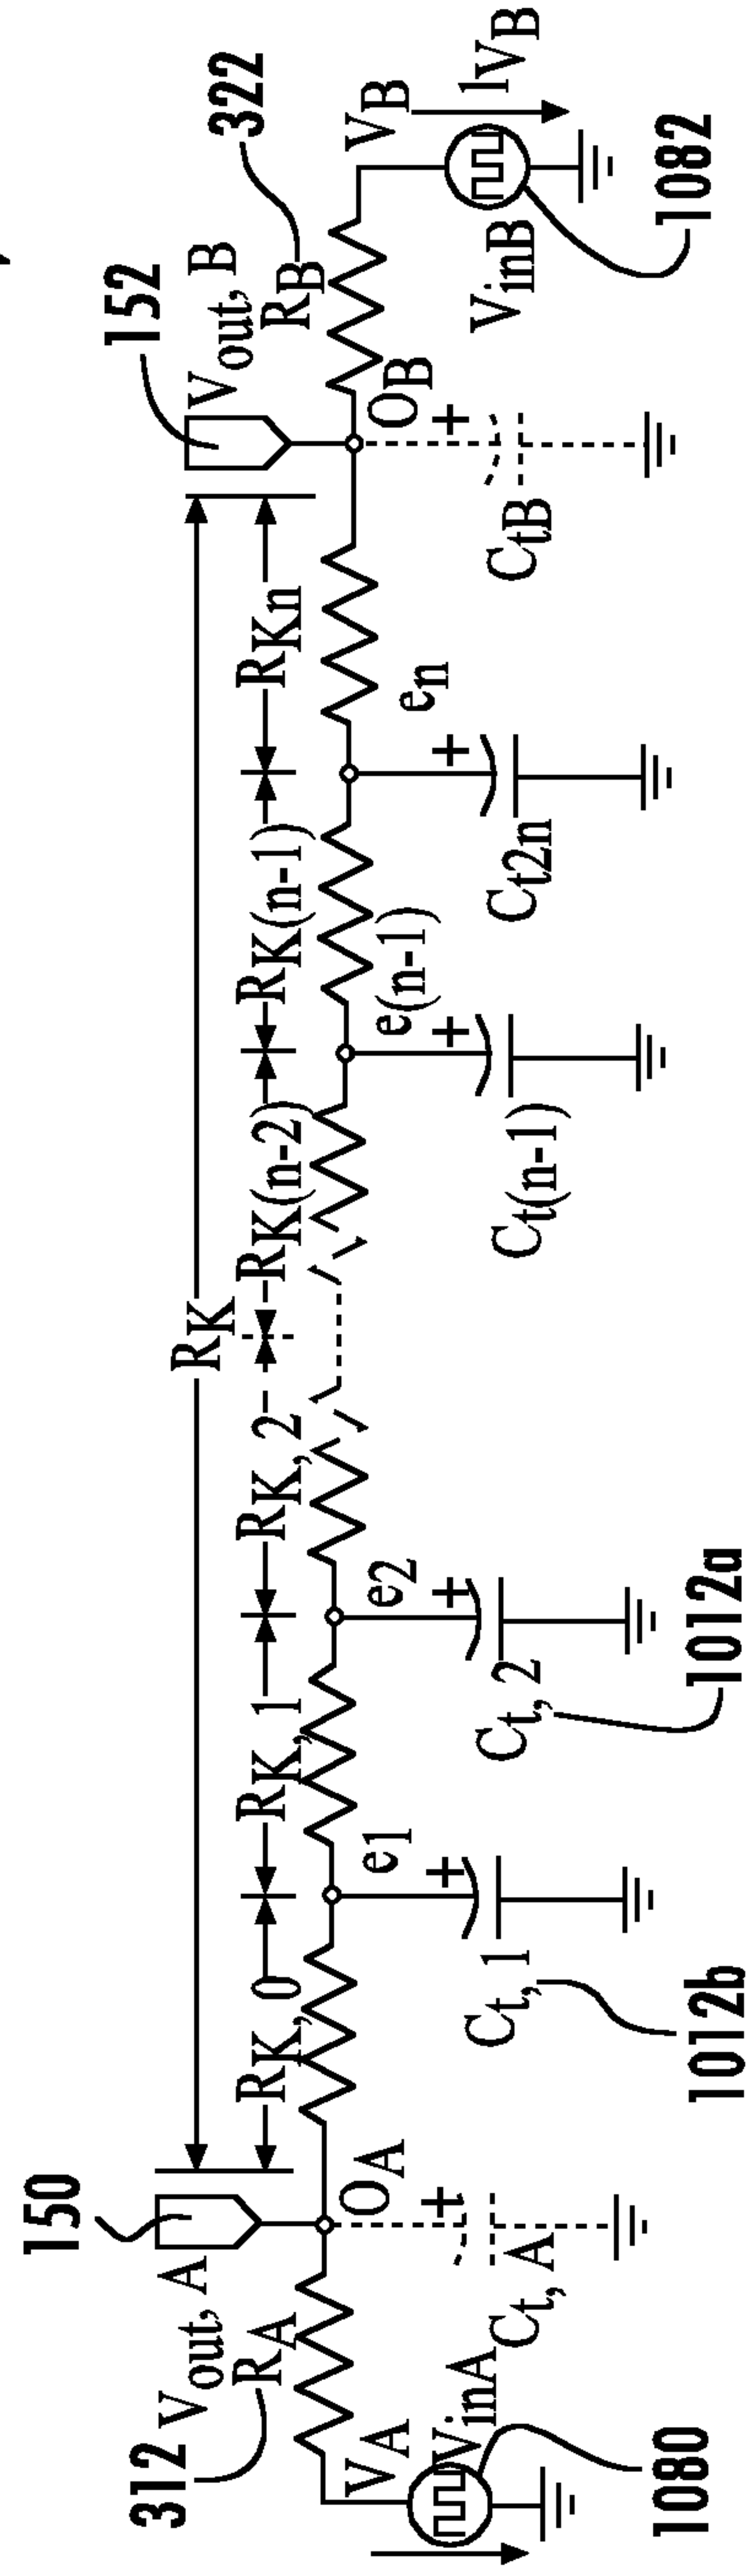 152
322
150
V_out, B
R_B
V_B
1V_B
R_K
312
V_out, A
R_A
R_K, 0
R_K, 1
R_K, 2
R_K(n-2)
R_K(n-1)
R_Kn
V_A
O_A
e_1
e_2
e_(n-1)
e_n
O_B
+
+
+
+
+
+
V_inA
C_t, A
C_t, 1
C_t, 2
C_t(n-1)
C_t2n
C_tB
V_inB
1080
1012b
1012a
1082